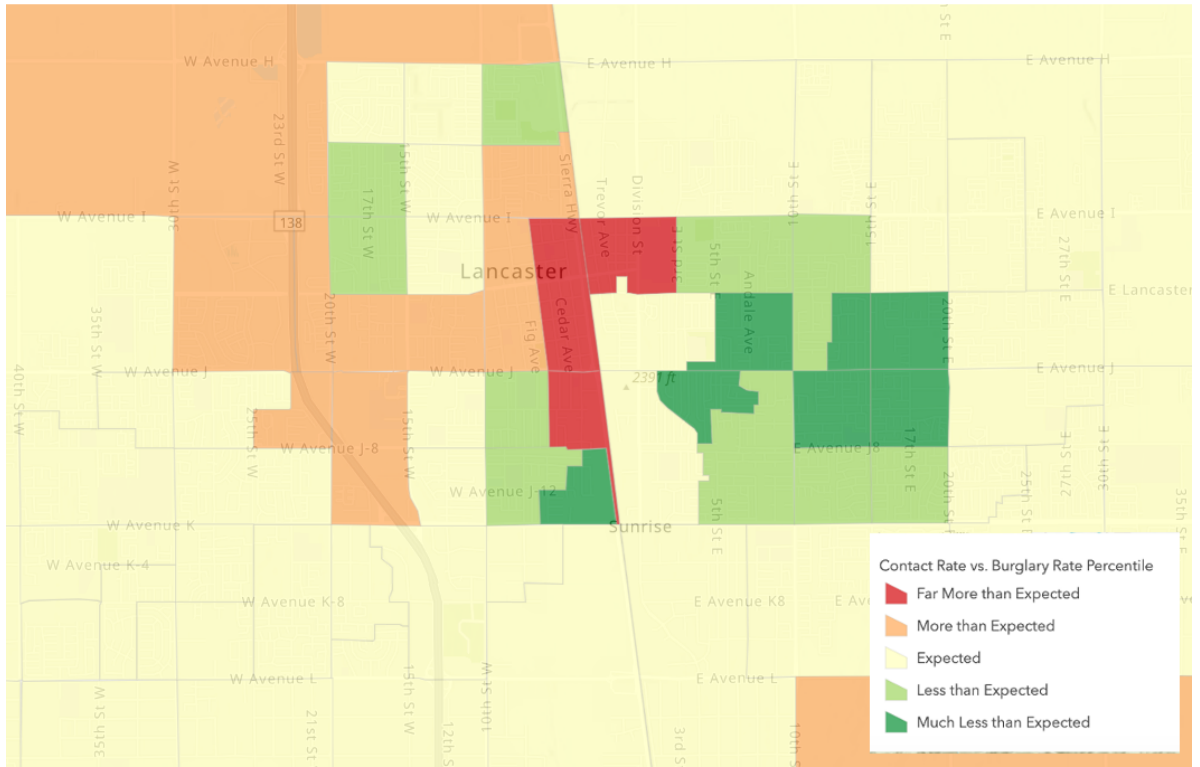 W Avenue H
E Avenue H
E Avenue H
23rd St W
30th St W
15th St W
17th St W
Sierra Hwy
Trevor Ave
Division St
3rd St E
5th St E
10th St E
15th St E
W Avenue I
138
W Avenue I
E Avenue I
27th St E
Lancaster
Andale Ave
E Lancaster
35th St W
20th St W
Fig Ave
Cedar Ave
20th St E
40th St W
W Avenue J
W Avenue J
2391 ft
E Avenue J
25th St W
W Avenue J-8
15th St W
E Avenue J8
17th St E
W Avenue J-12
20th St E
25th St E
27th St E
30th St E
35th St E
W Avenue K
Sunrise
5th St E
W Avenue K-4
W Avenue K-8
E Avenue K8
E Av
W Avenue L
E Avenue L
35th St W
21st St
15th St W
12th S
10th St W
3rd S
10th S
Contact Rate vs. Burglary Rate Percentile
Far More than Expected
More than Expected
Expected
Less than Expected
Much Less than Expected